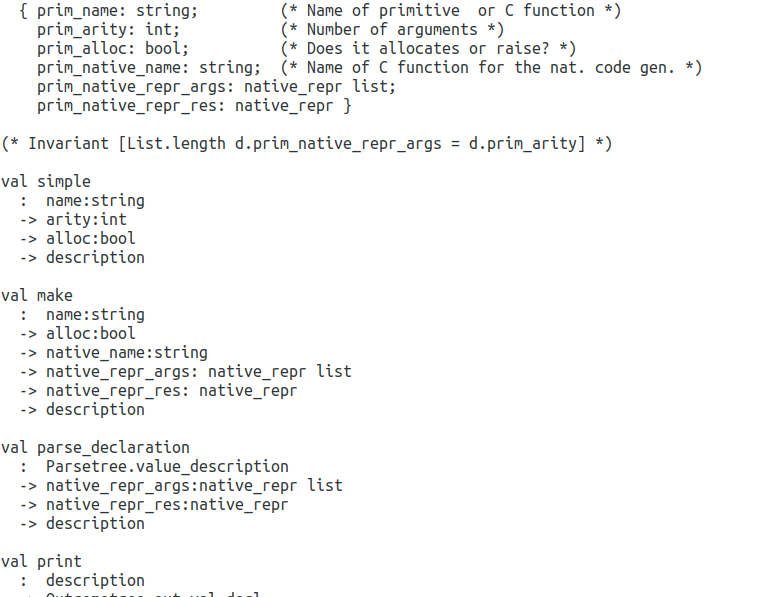 { prim_name: string;         (* Name of primitive  or C function *)
prim_arity: int;           (* Number of arguments *)
prim_alloc: bool;          (* Does it allocates or raise? *)
prim_native_name: string;  (* Name of C function for the nat. code gen. *)
prim_native_repr_args: native_repr list;
prim_native_repr_res: native_repr }
(* Invariant [List.length d.prim_native_repr_args = d.prim_arity] *)
val simple
:  name:string
-> arity:int
-> alloc:bool
-> description
val make
:  name:string
-> alloc:bool
-> native_name:string
-> native_repr_args: native_repr list
-> native_repr_res: native_repr
-> description
val parse_declaration
:  Parsetree.value_description
-> native_repr_args:native_repr list
-> native_repr_res:native_repr
-> description
val print
:  description